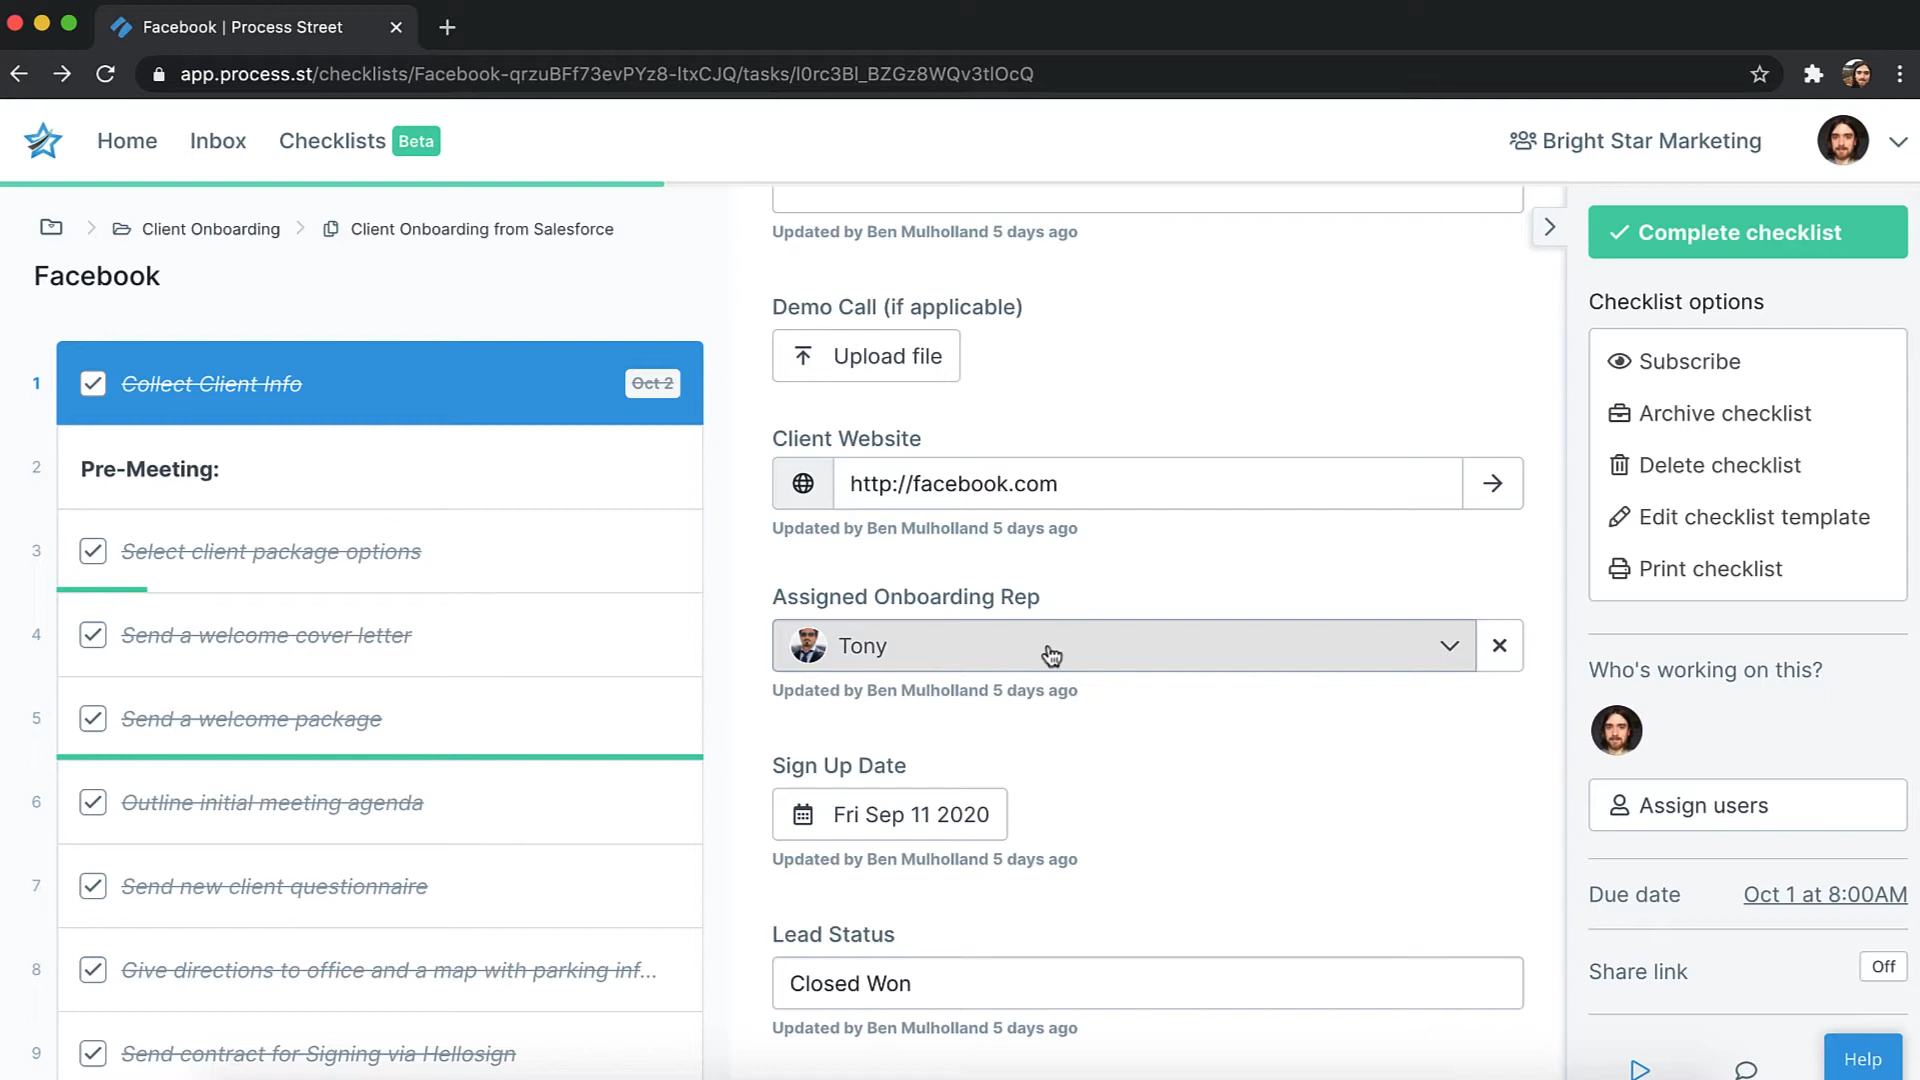 Facebook | Process Street
app.process.st/checklists/Facebook-qrzuBFf73evPYz8-ltxCJQ/tasks/l0rc3Bl_BZGz8WQv3tlOcQ
Home
Inbox
Checklists
Beta
Bright Star Marketing
Client Onboarding
Client Onboarding from Salesforce
Facebook
1
Collect Client Info
Oct 2
2
Pre-Meeting:
3
Select client package options
4
Send a welcome cover letter
5
Send a welcome package
6
Outline initial meeting agenda
7
Send new client questionnaire
8
Give directions to office and a map with parking inf...
9
Send contract for Signing via Hellosign
Updated by Ben Mulholland 5 days ago
Demo Call (if applicable)
Upload file
Client Website
http://facebook.com
Updated by Ben Mulholland 5 days ago
Assigned Onboarding Rep
Tony
Updated by Ben Mulholland 5 days ago
Sign Up Date
Fri Sep 11 2020
Updated by Ben Mulholland 5 days ago
Lead Status
Closed Won
Updated by Ben Mulholland 5 days ago
Complete checklist
Checklist options
Subscribe
Archive checklist
Delete checklist
Edit checklist template
Print checklist
Who's working on this?
Assign users
Due date
Oct 1 at 8:00AM
Share link
Off
Help